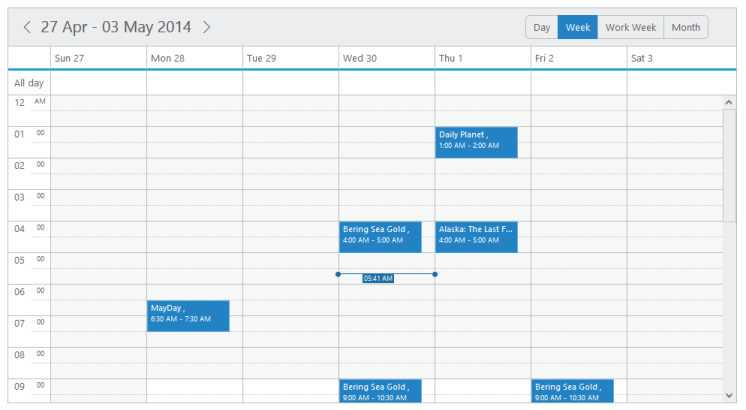 27 Apr - 03 May 2014
Day Week Work Week Month
Sun 27 Mon 28 Tue 29 Wed 30 Thu 1 Fri 2 Sat 3
All day
12 AM
01 00
Daily Planet ,
1:00 AM - 2:00 AM
02 00
03 00
04 00
Bering Sea Gold ,
4:00 AM - 5:00 AM
Alaska: The Last F...
4:00 AM - 5:00 AM
05 00
05:41 AM
06 00
MayDay ,
6:30 AM - 7:30 AM
07 00
08 00
09 00
Bering Sea Gold ,
9:00 AM - 10:30 AM
Bering Sea Gold ,
9:00 AM - 10:30 AM